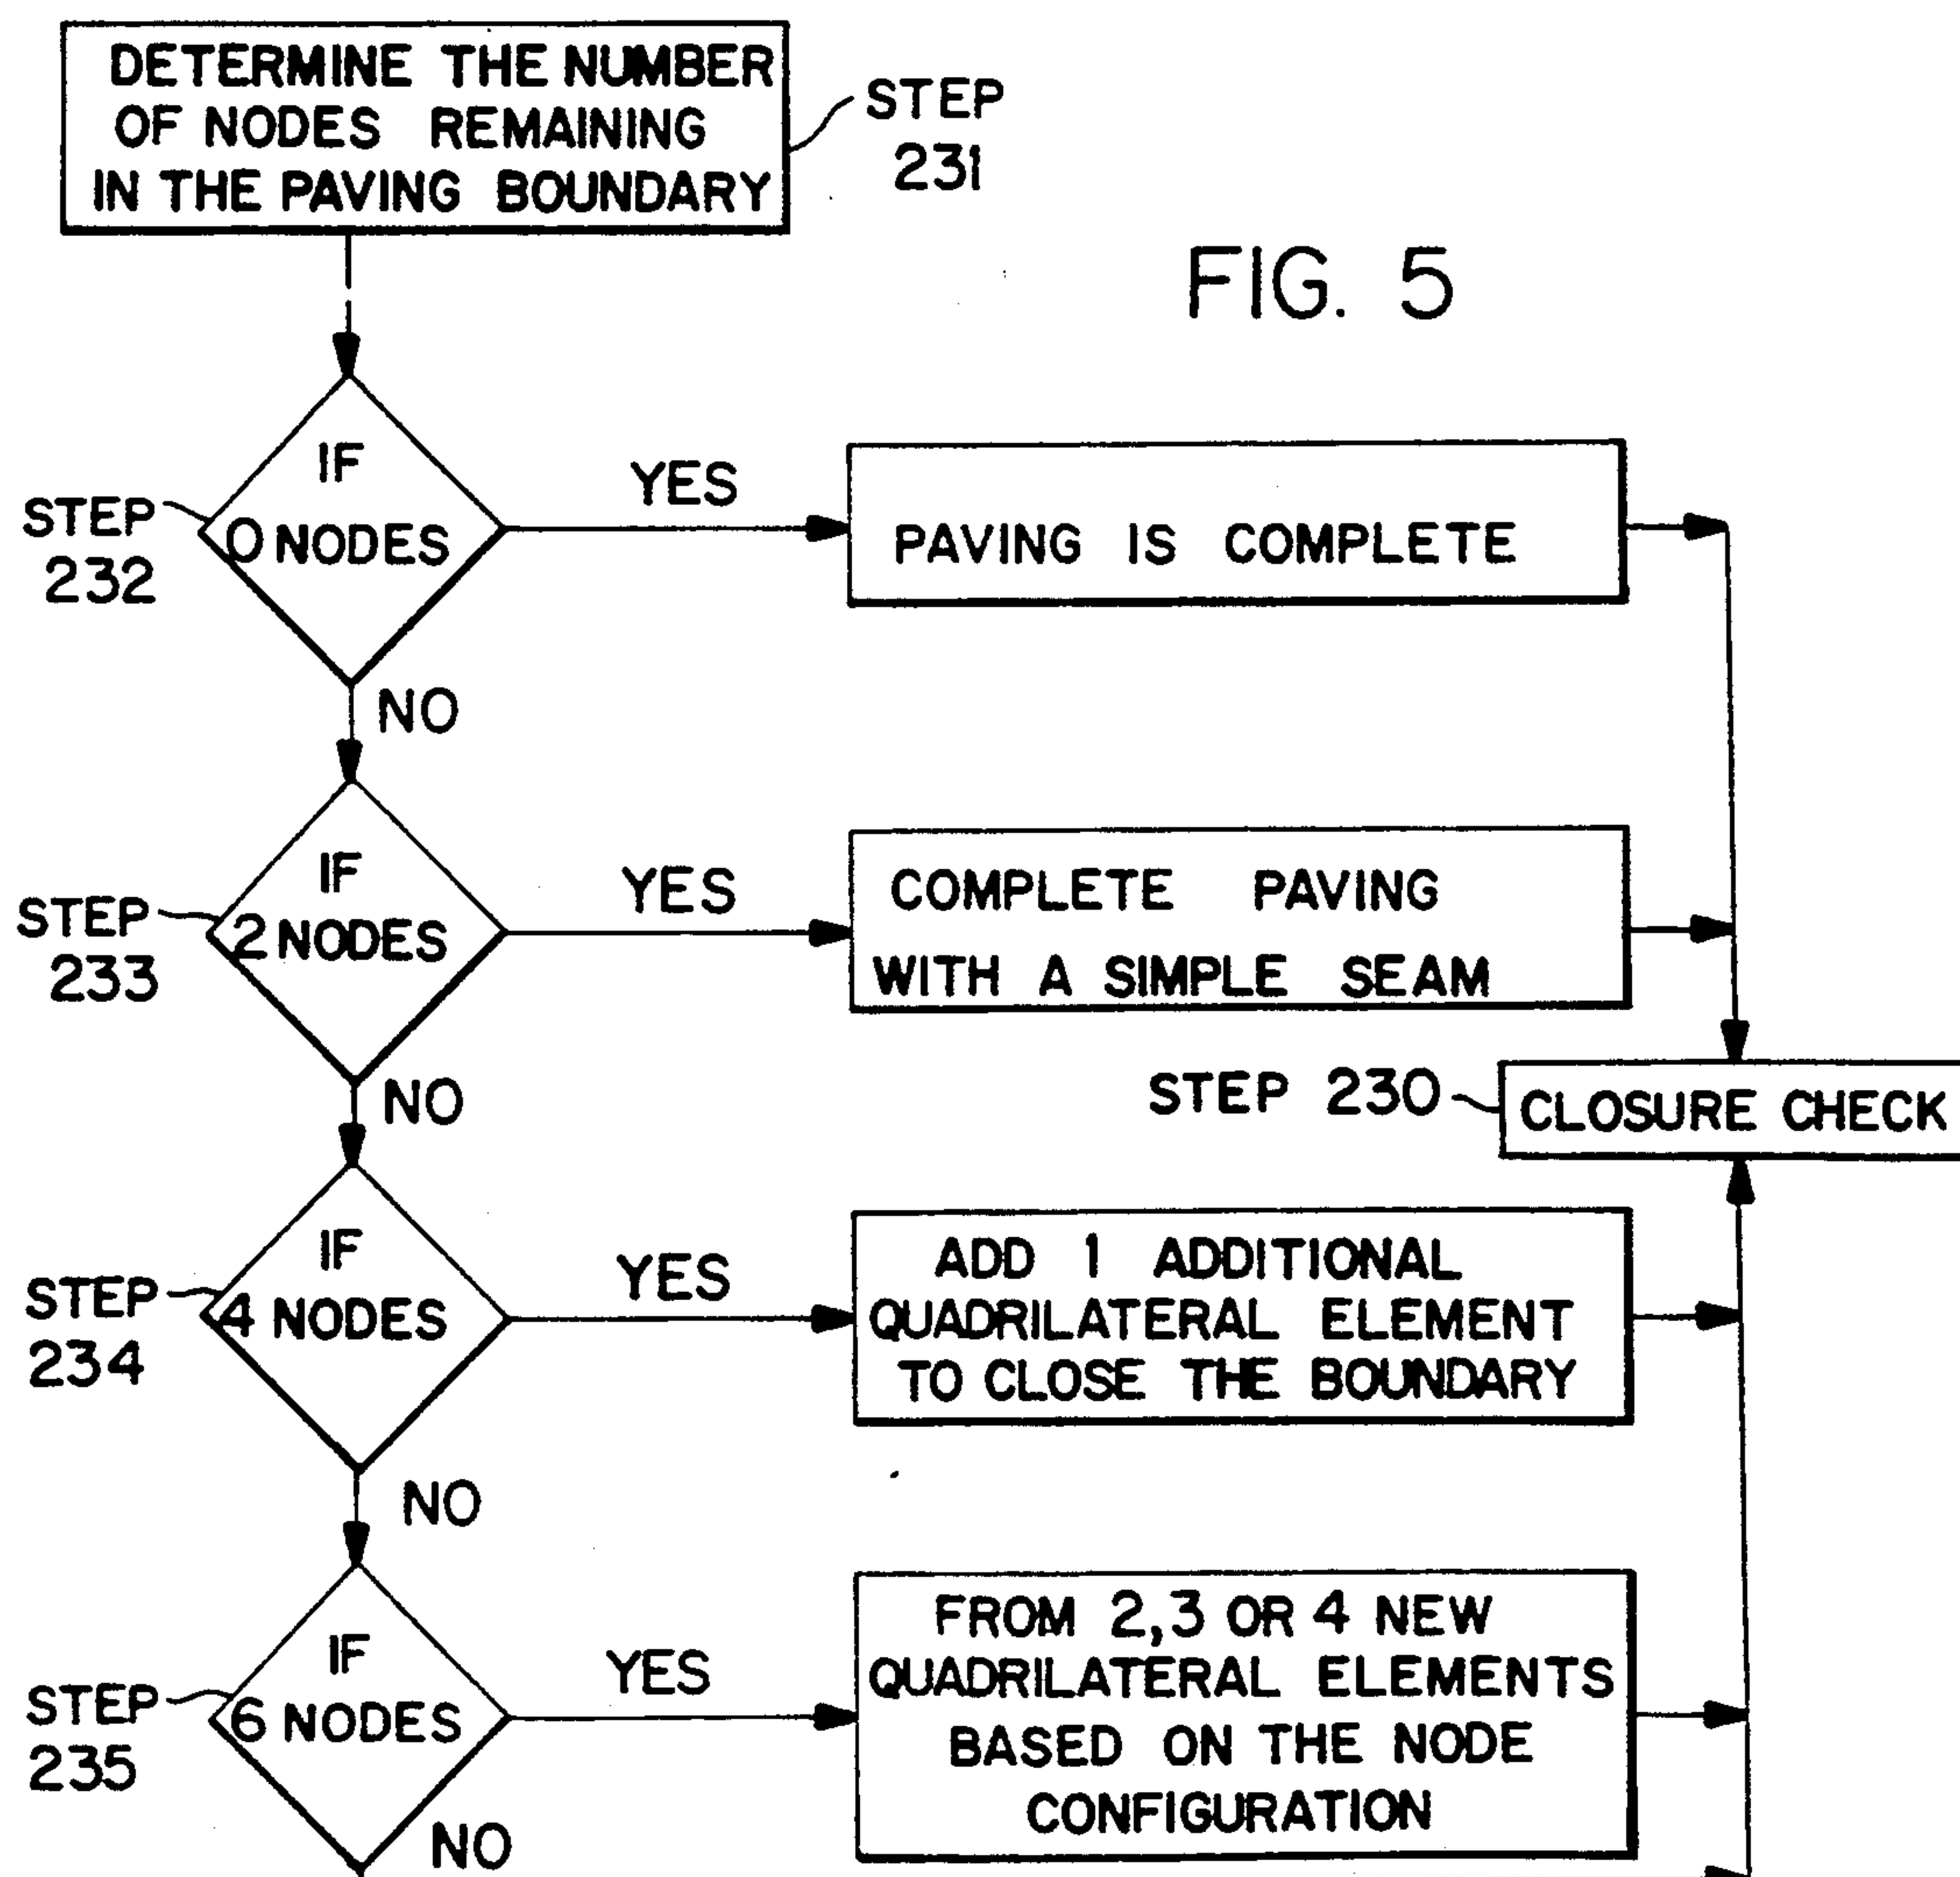 DETERMINE THE NUMBER
OF NODES REMAINING
IN THE PAVING BOUNDARY
STEP
231
FIG. 5
IF
0 NODES
STEP
232
YES
PAVING IS COMPLETE
NO
IF
2 NODES
STEP
233
YES
COMPLETE PAVING
WITH A SIMPLE SEAM
NO
STEP 230
CLOSURE CHECK
IF
4 NODES
STEP
234
YES
ADD 1 ADDITIONAL
QUADRILATERAL ELEMENT
TO CLOSE THE BOUNDARY
NO
IF
6 NODES
STEP
235
YES
FROM 2,3 OR 4 NEW
QUADRILATERAL ELEMENTS
BASED ON THE NODE
CONFIGURATION
NO